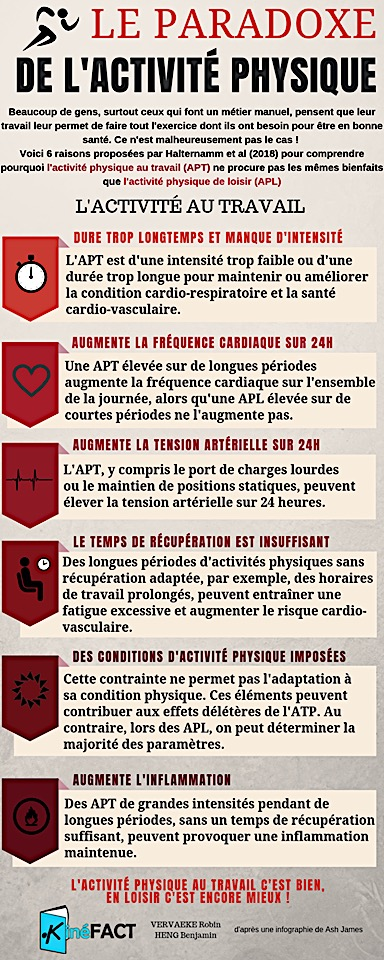 LE PARADOXE
DE L'ACTIVITÉ PHYSIQUE
Beaucoup de gens, surtout ceux qui font un métier manuel, pensent que leur
travail leur permet de faire tout l'exercice dont ils ont besoin pour être en bonne
santé. Ce n'est malheureusement pas le cas !
Voici 6 raisons proposées par Halternamm et al (2018) pour comprendre
pourquoi l'activité physique au travail (APT) ne procure pas les mêmes bienfaits
que l'activité physique de loisir (APL)
L'ACTIVITÉ AU TRAVAIL
DURE TROP LONGTEMPS ET MANQUE D'INTENSITÉ
L'APT est d'une intensité trop faible ou d'une
durée trop longue pour maintenir ou améliorer
la condition cardio-respiratoire et la santé
cardio-vasculaire.
AUGMENTE LA FRÉQUENCE CARDIAQUE SUR 24H
Une APT élevée sur de longues périodes
augmente la fréquence cardiaque sur l'ensemble
de la journée, alors qu'une APL élevée sur de
courtes périodes ne l'augmente pas.
AUGMENTE LA TENSION ARTÉRIELLE SUR 24H
L'APT, y compris le port de charges lourdes
ou le maintien de positions statiques, peuvent
élever la tension artérielle sur 24 heures.
LE TEMPS DE RÉCUPÉRATION EST INSUFFISANT
Des longues périodes d'activités physiques sans
récupération adaptée, par exemple, des horaires
de travail prolongés, peuvent entraîner une
fatigue excessive et augmenter le risque cardio-
vasculaire.
DES CONDITIONS D'ACTIVITÉ PHYSIQUE IMPOSÉES
Cette contrainte ne permet pas l'adaptation à
sa condition physique. Ces éléments peuvent
contribuer aux effets délétères de l'ATP. Au
contraire, lors des APL, on peut déterminer la
majorité des paramètres.
AUGMENTE L'INFLAMMATION
Des APT de grandes intensités pendant de
longues périodes, sans un temps de récupération
suffisant, peuvent provoquer une inflammation
maintenue.
L'ACTIVITÉ PHYSIQUE AU TRAVAIL C'EST BIEN,
EN LOISIR C'EST ENCORE MIEUX !
KinéFACT
VERVAEKE Robin
HENG Benjamin
d'après une infographie de Ash James